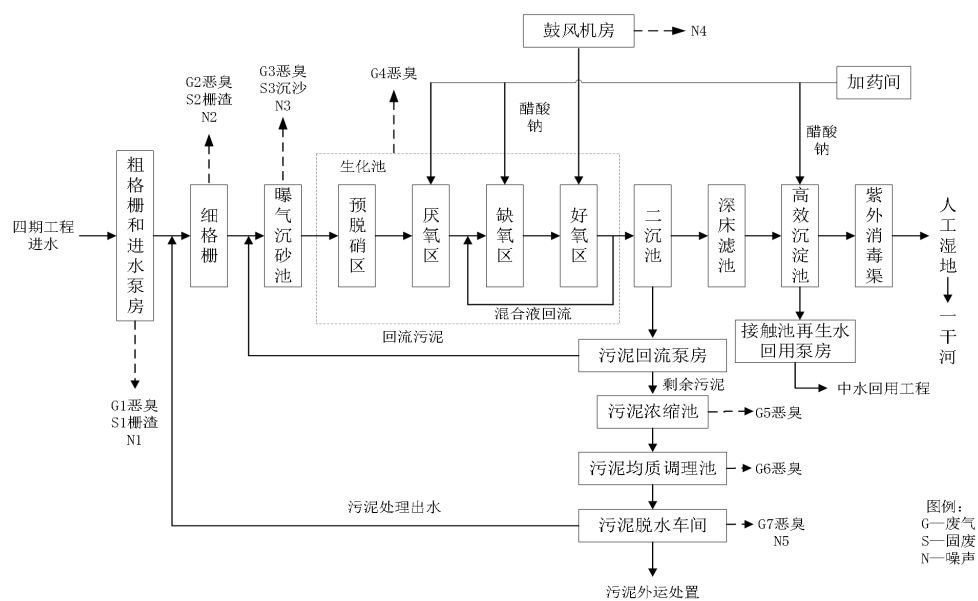 鼓风机房
N4
G2恶臭
S2栅渣
N2
G3恶臭
S3沉沙
N3
G4恶臭
加药间
醋酸
钠
醋酸
钠
生化池
四期工程
进水
粗格栅和进水泵房
细格栅
曝气沉砂池
预脱硝区
厌氧区
缺氧区
好氧区
二沉池
深床滤池
高效沉淀池
紫外消毒渠
人工湿地
一干河
混合液回流
回流污泥
污泥回流泵房
接触池再生水
回用泵房
中水回用工程
剩余污泥
G1恶臭
S1栅渣
N1
污泥浓缩池
G5恶臭
污泥均质调理池
G6恶臭
污泥处理出水
污泥脱水车间
G7恶臭
N5
污泥外运处置
图例:
G—废气
S—固废
N—噪声